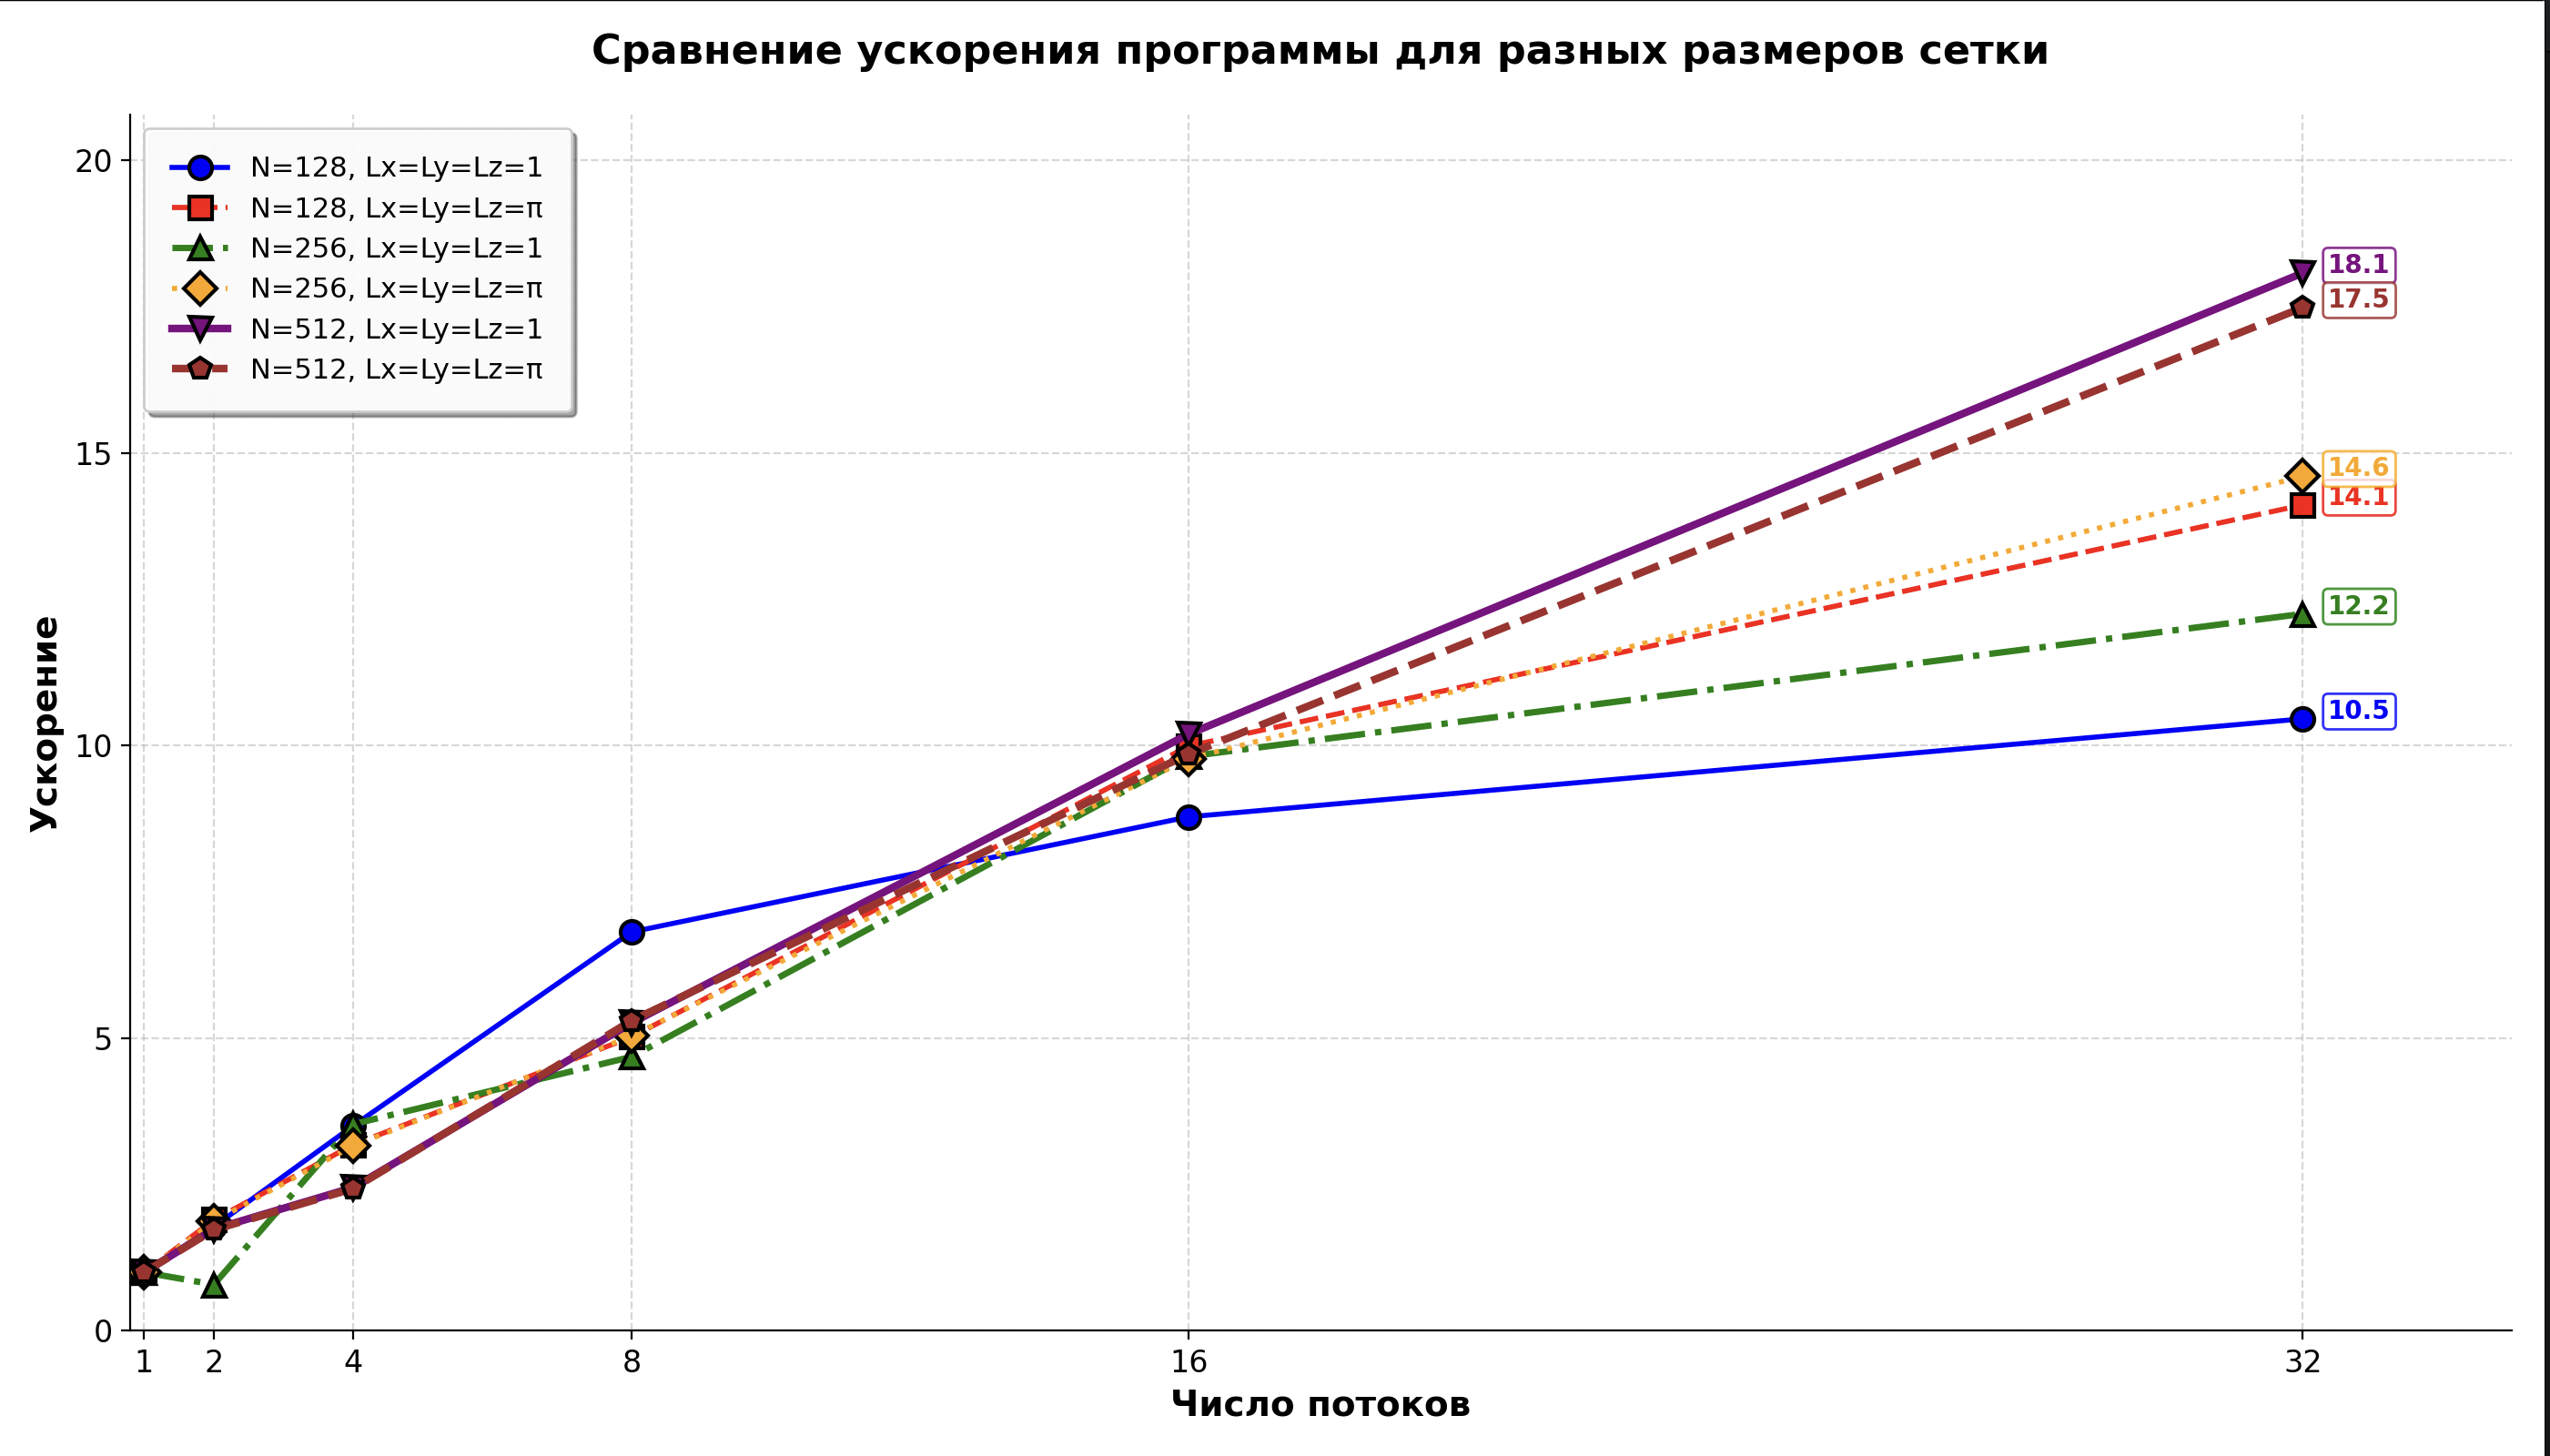 Сравнение ускорения программы для разных размеров сетки
N=128, Lx=Ly=Lz=1
N=128, Lx=Ly=Lz=π
N=256, Lx=Ly=Lz=1
N=256, Lx=Ly=Lz=π
N=512, Lx=Ly=Lz=1
N=512, Lx=Ly=Lz=π
Ускорение
20
15
10
5
0
18.1
17.5
14.6
14.1
12.2
10.5
1 2 4 8 16 32
Число потоков